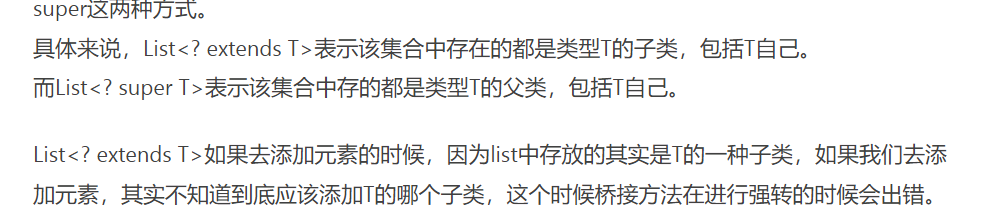 super这两种方式。
具体来说，List<? extends T>表示该集合中存在的都是类型T的子类，包括T自己。
而List<? super T>表示该集合中存的都是类型T的父类，包括T自己。
List<? extends T>如果去添加元素的时候，因为list中存放的其实是T的一种子类，如果我们去添
加元素，其实不知道到底应该添加T的哪个子类，这个时候桥接方法在进行强转的时候会出错。